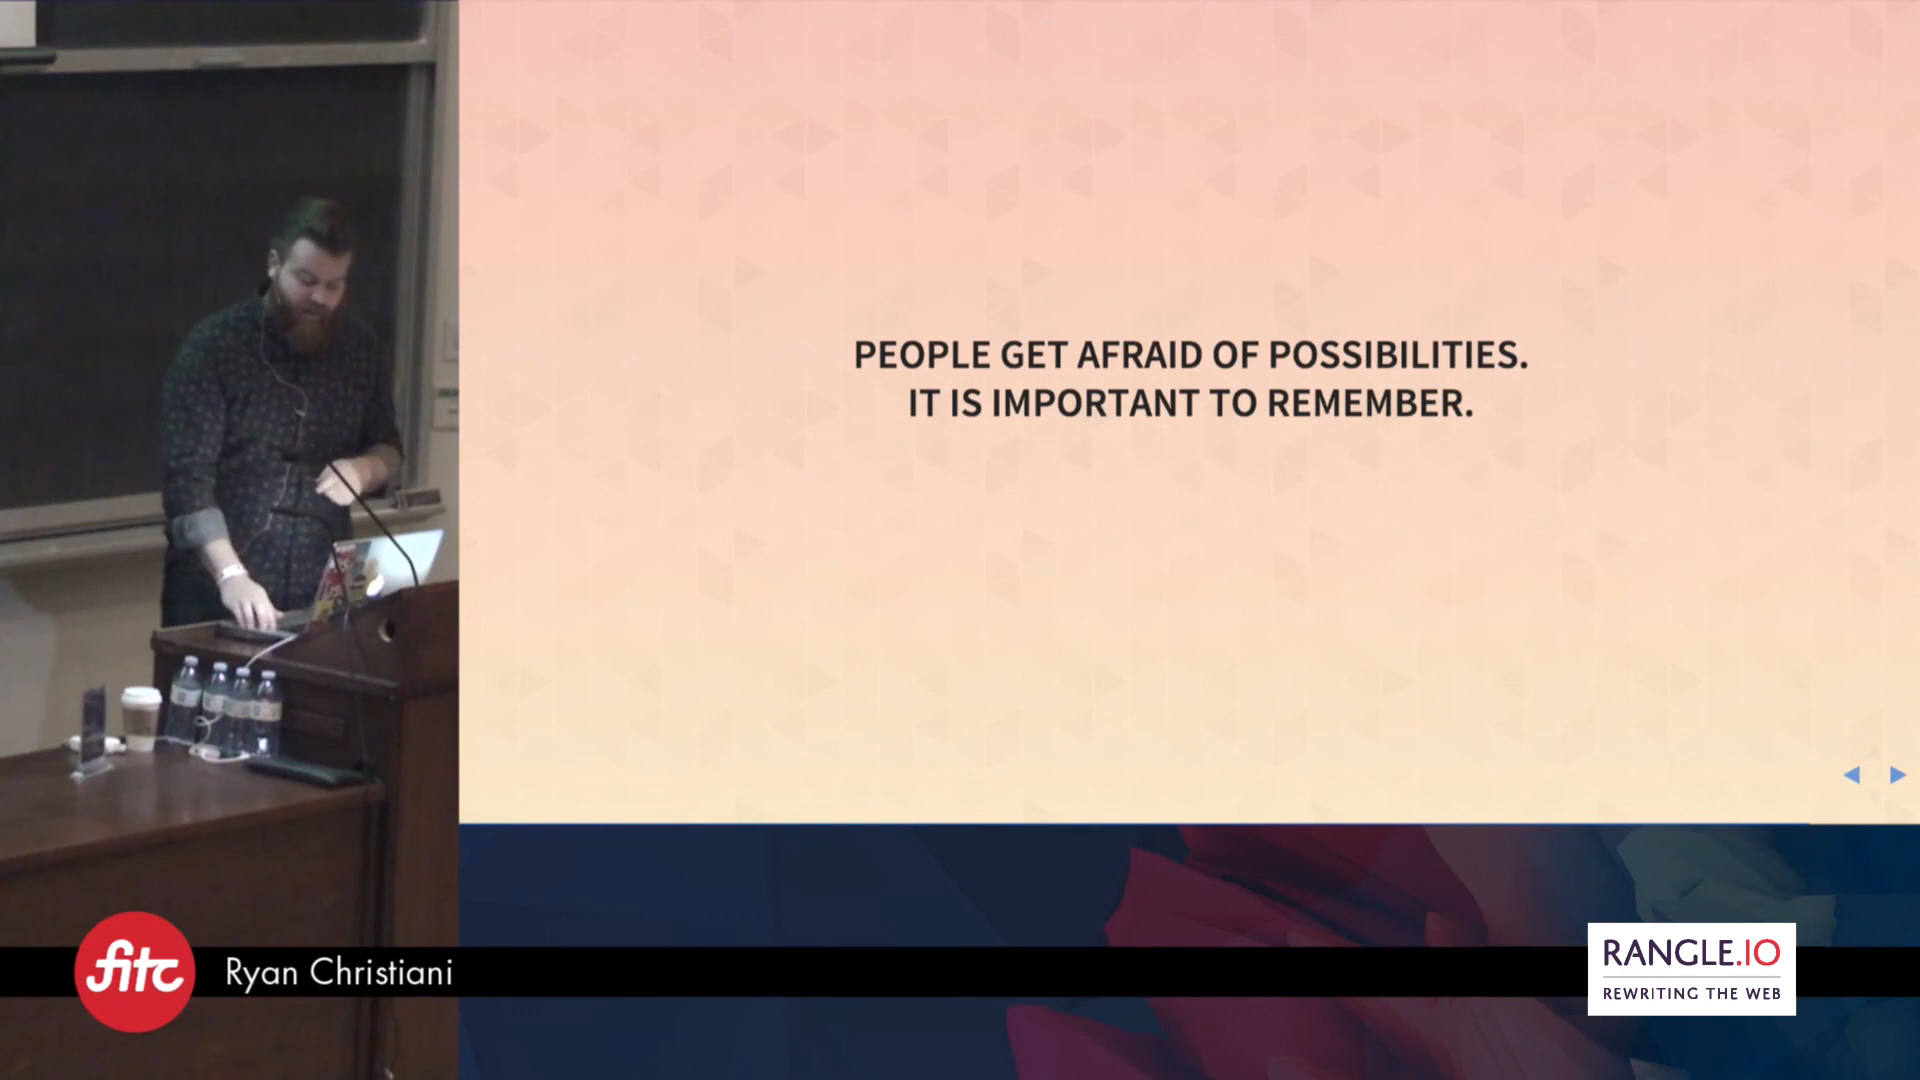 PEOPLE GET AFRAID OF POSSIBILITIES.
IT IS IMPORTANT TO REMEMBER.
fitc
Ryan Christiani
RANGLE.IO
REWRITING THE WEB